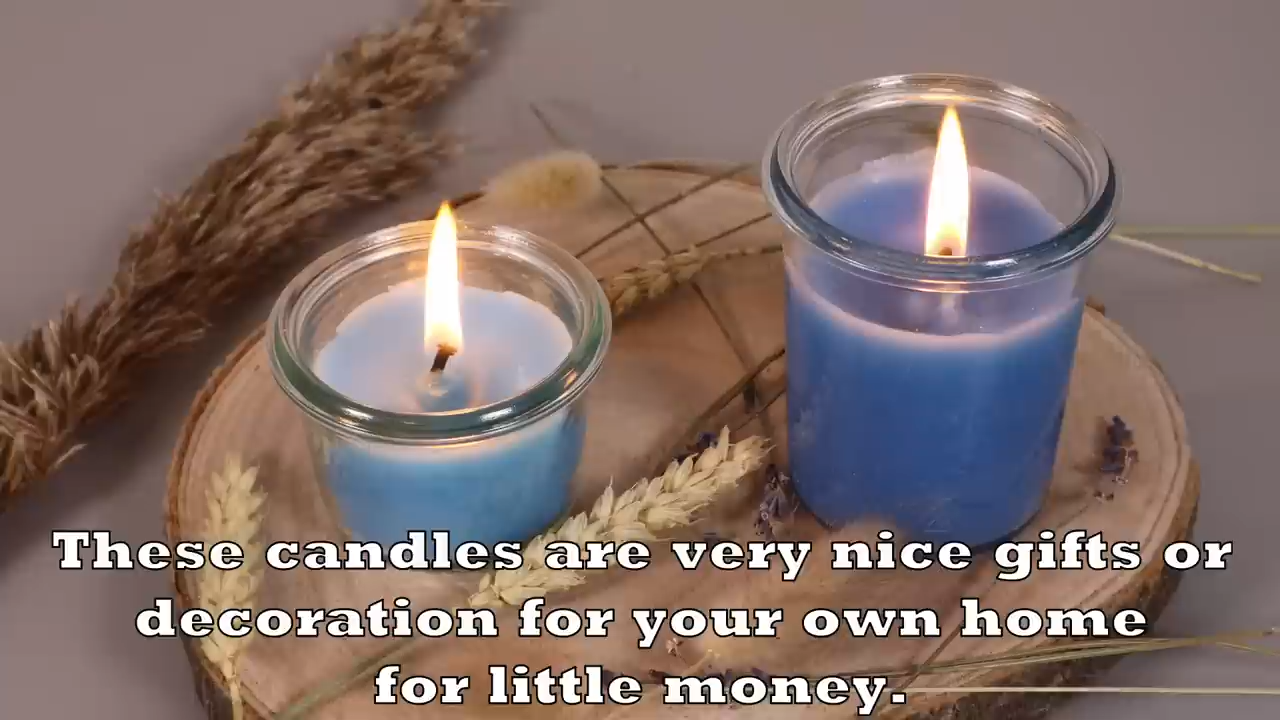 These candles are very nice gifts or
decoration for your own home
for little money.